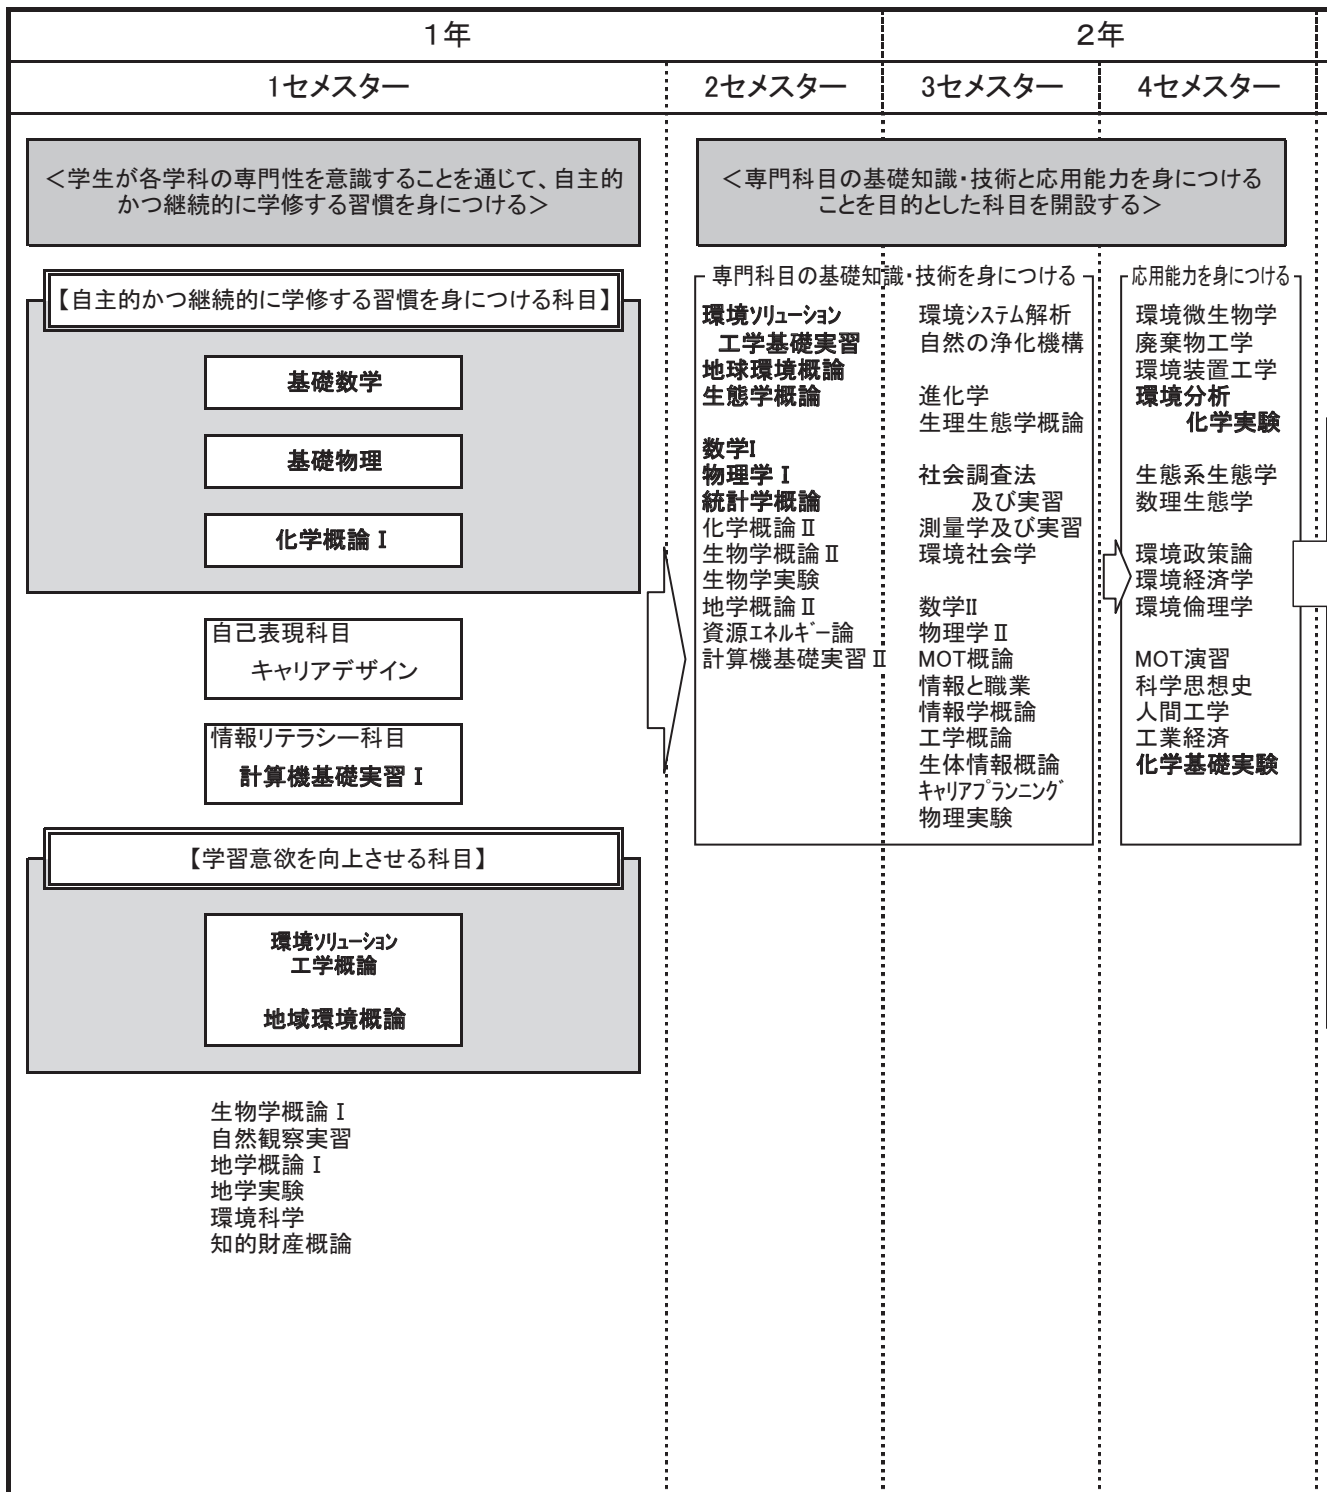 １年
２年
1セメスター
2セメスター
3セメスター
4セメスター
＜学生が各学科の専門性を意識することを通じて、自主的
かつ継続的に学修する習慣を身につける＞
＜専門科目の基礎知識・技術と応用能力を身につける
ことを目的とした科目を開設する＞
【自主的かつ継続的に学修する習慣を身につける科目】
基礎数学
基礎物理
化学概論Ⅰ
自己表現科目
キャリアデザイン
情報リテラシー科目
計算機基礎実習Ⅰ
【学習意欲を向上させる科目】
環境ソリューション
工学概論
地域環境概論
生物学概論Ⅰ
自然観察実習
地学概論Ⅰ
地学実験
環境科学
知的財産概論
専門科目の基礎知識・技術を身につける
環境ソリューション
工学基礎実習
地球環境概論
生態学概論
数学I
物理学Ⅰ
統計学概論
化学概論Ⅱ
生物学概論Ⅱ
生物学実験
地学概論Ⅱ
資源エネルギー論
計算機基礎実習Ⅱ
環境システム解析
自然の浄化機構
進化学
生理生態学概論
社会調査法
及び実習
測量学及び実習
環境社会学
数学II
物理学Ⅱ
MOT概論
情報と職業
情報学概論
工学概論
生体情報概論
キャリアプランニング
物理実験
応用能力を身につける
環境微生物学
廃棄物工学
環境装置工学
環境分析
化学実験
生態系生態学
数理生態学
環境政策論
環境経済学
環境倫理学
MOT演習
科学思想史
人間工学
工業経済
化学基礎実験